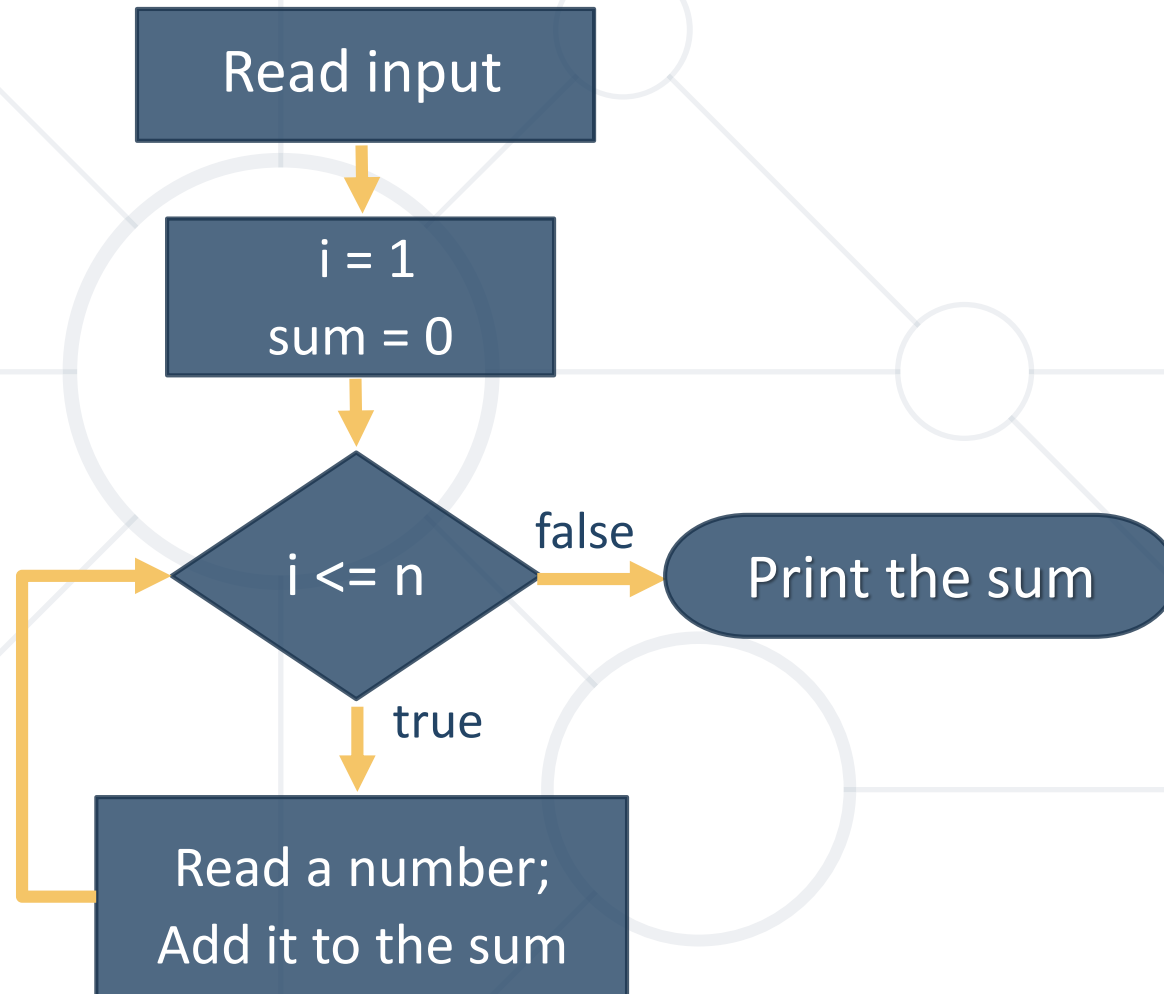 Read input
i = 1
sum = 0
i <= n
false
Print the sum
true
Read a number;
Add it to the sum